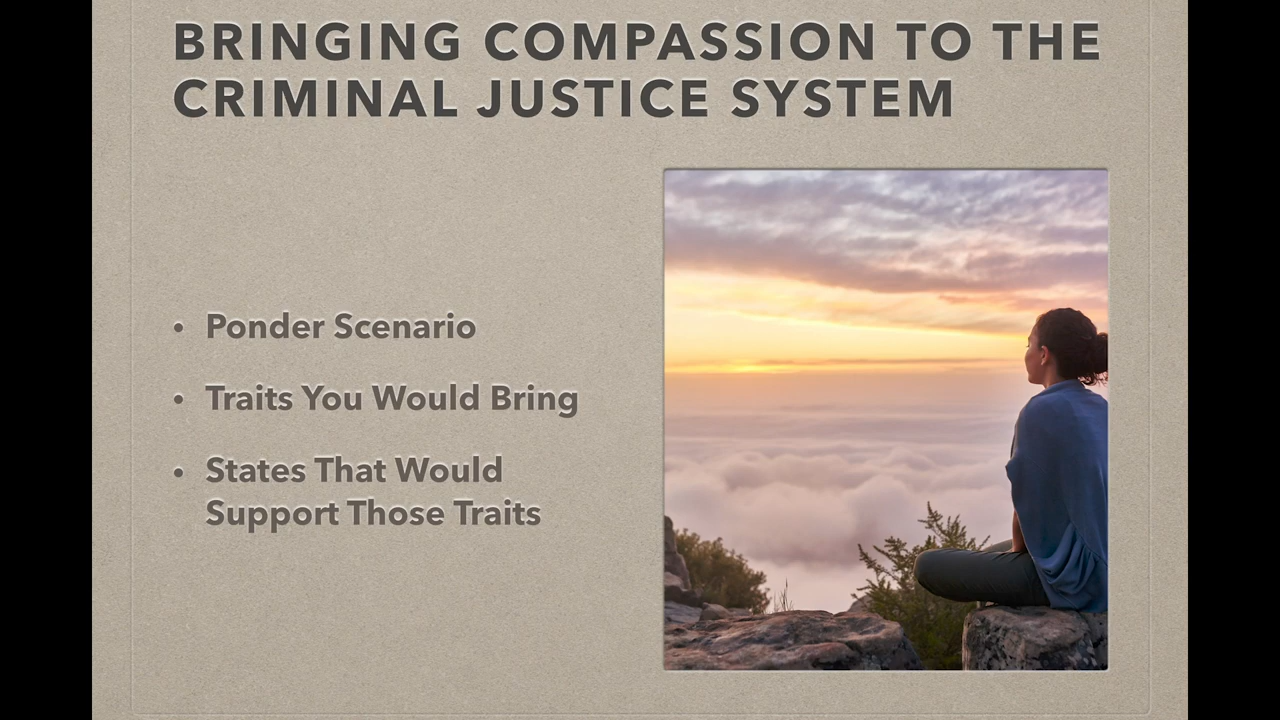 BRINGING COMPASSION TO THE
CRIMINAL JUSTICE SYSTEM
• Ponder Scenario
• Traits You Would Bring
• States That Would
Support Those Traits